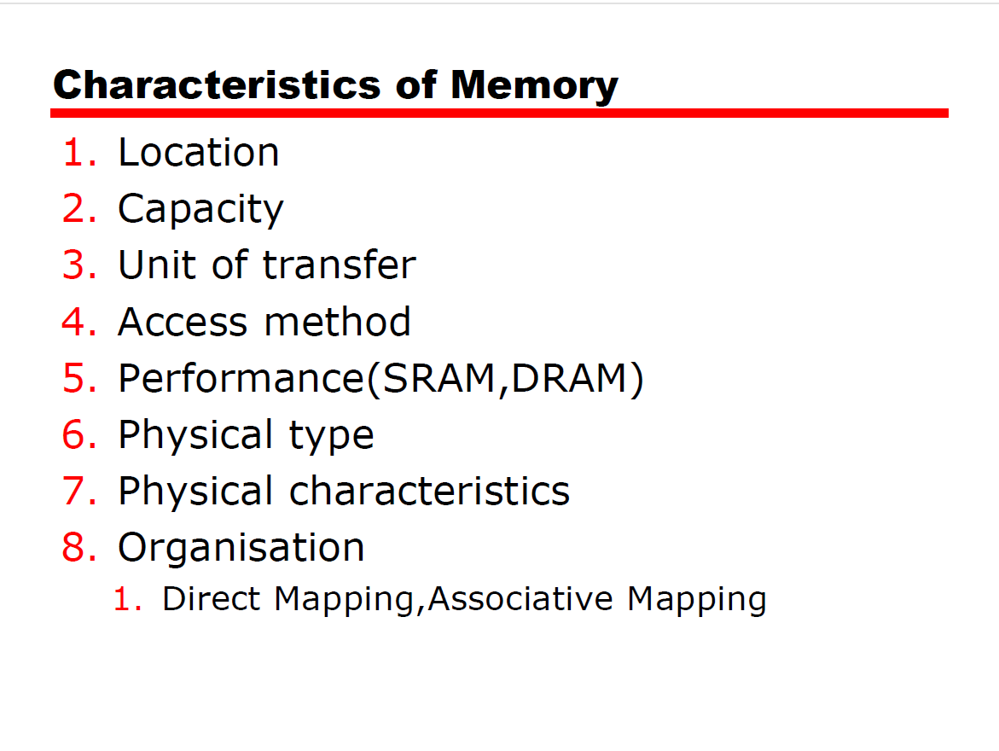 Characteristics of Memory
1. Location
2. Capacity
3. Unit of transfer
4. Access method
5. Performance(SRAM,DRAM)
6. Physical type
7. Physical characteristics
8. Organisation
1. Direct Mapping,Associative Mapping